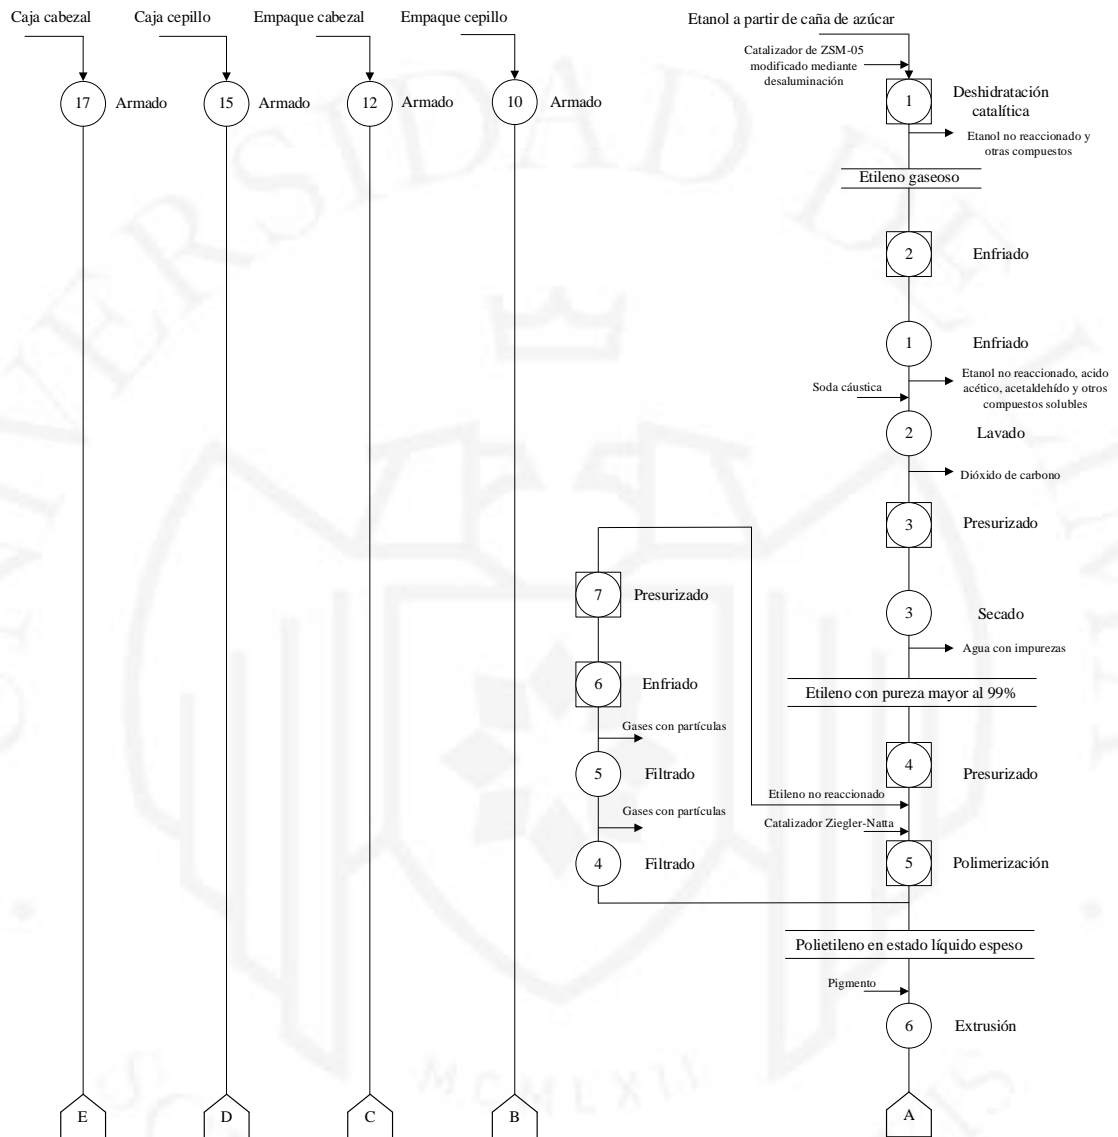 Caja cabezal
Caja cepillo
Empaque cabezal
Empaque cepillo
Etanol a partir de caña de azúcar
Catalizador de ZSM-05
modificado mediante
desaluminación
17 Armado
15 Armado
12 Armado
10 Armado
1 Deshidratación
catalítica
Etanol no reaccionado y
otras compuestos
Etileno gaseoso
2 Enfriado
1 Enfriado
Etanol no reaccionado, acido
acético, acetaldehído y otros
compuestos solubles
Soda cáustica
2 Lavado
Dióxido de carbono
3 Presurizado
7 Presurizado
3 Secado
Agua con impurezas
6 Enfriado
Etileno con pureza mayor al 99%
Gases con partículas
5 Filtrado
4 Presurizado
Etileno no reaccionado
Gases con partículas
Catalizador Ziegler-Natta
4 Filtrado
5 Polimerización
Polietileno en estado líquido espeso
Pigmento
6 Extrusión
E
D
C
B
A
UNIVERSIDAD DE LIMA
MCMLXII